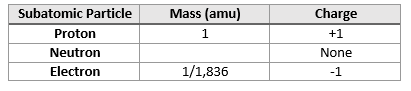 Subatomic Particle Mass (amu) Charge
Proton 1 +1
Neutron None
Electron 1/1,836 -1